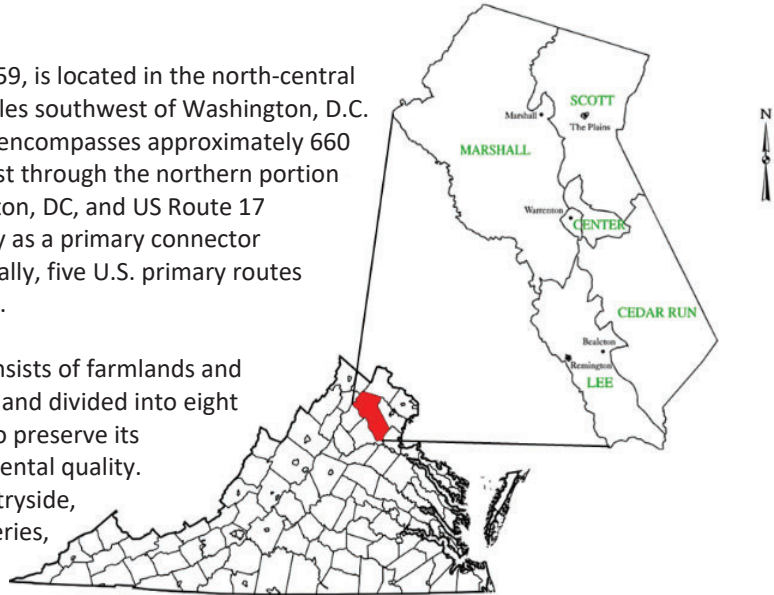 59, is located in the north-central
les southwest of Washington, D.C.
encompasses approximately 660
st through the northern portion
ton, DC, and US Route 17
y as a primary connector
ally, five U.S. primary routes
.
nsists of farmlands and
and divided into eight
o preserve its
ental quality.
tryside,
eries,
SCOTT
Marshall
The Plains
MARSHALL
N
Warrenton
CENTER
CEDAR RUN
Bealeton
Remington
LEE